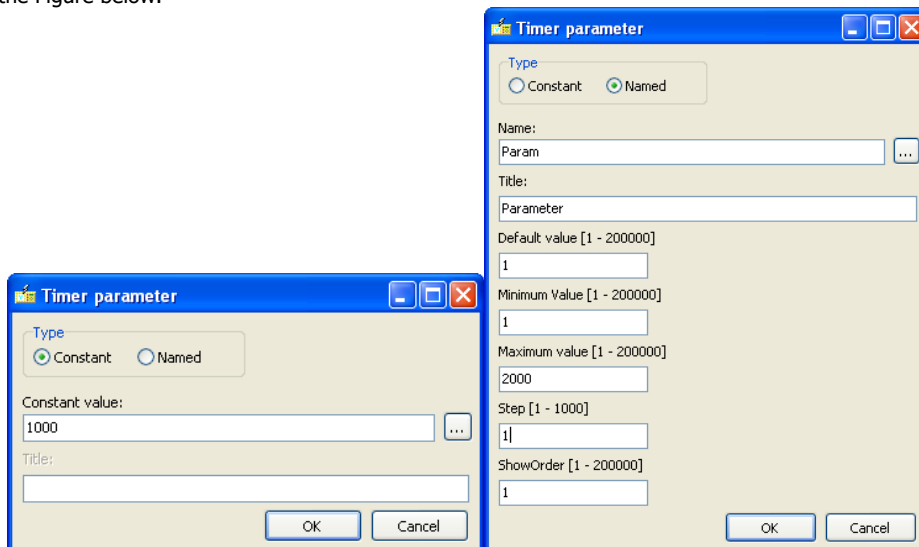 the Figure below.
Timer parameter
Type
Constant Named
Name:
Param
...
Title:
Parameter
Default value [1 - 200000]
1
Minimum Value [1 - 200000]
1
Maximum value [1 - 200000]
2000
Step [1 - 1000]
1
ShowOrder [1 - 200000]
1
OK Cancel
Timer parameter
Type
Constant Named
Constant value:
1000
...
Title:
OK Cancel